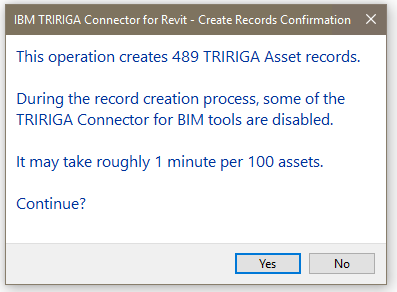 IBM TRIRIGA Connector for Revit - Create Records Confirmation
This operation creates 489 TRIRIGA Asset records.
During the record creation process, some of the
TRIRIGA Connector for BIM tools are disabled.
It may take roughly 1 minute per 100 assets.
Continue?
Yes
No